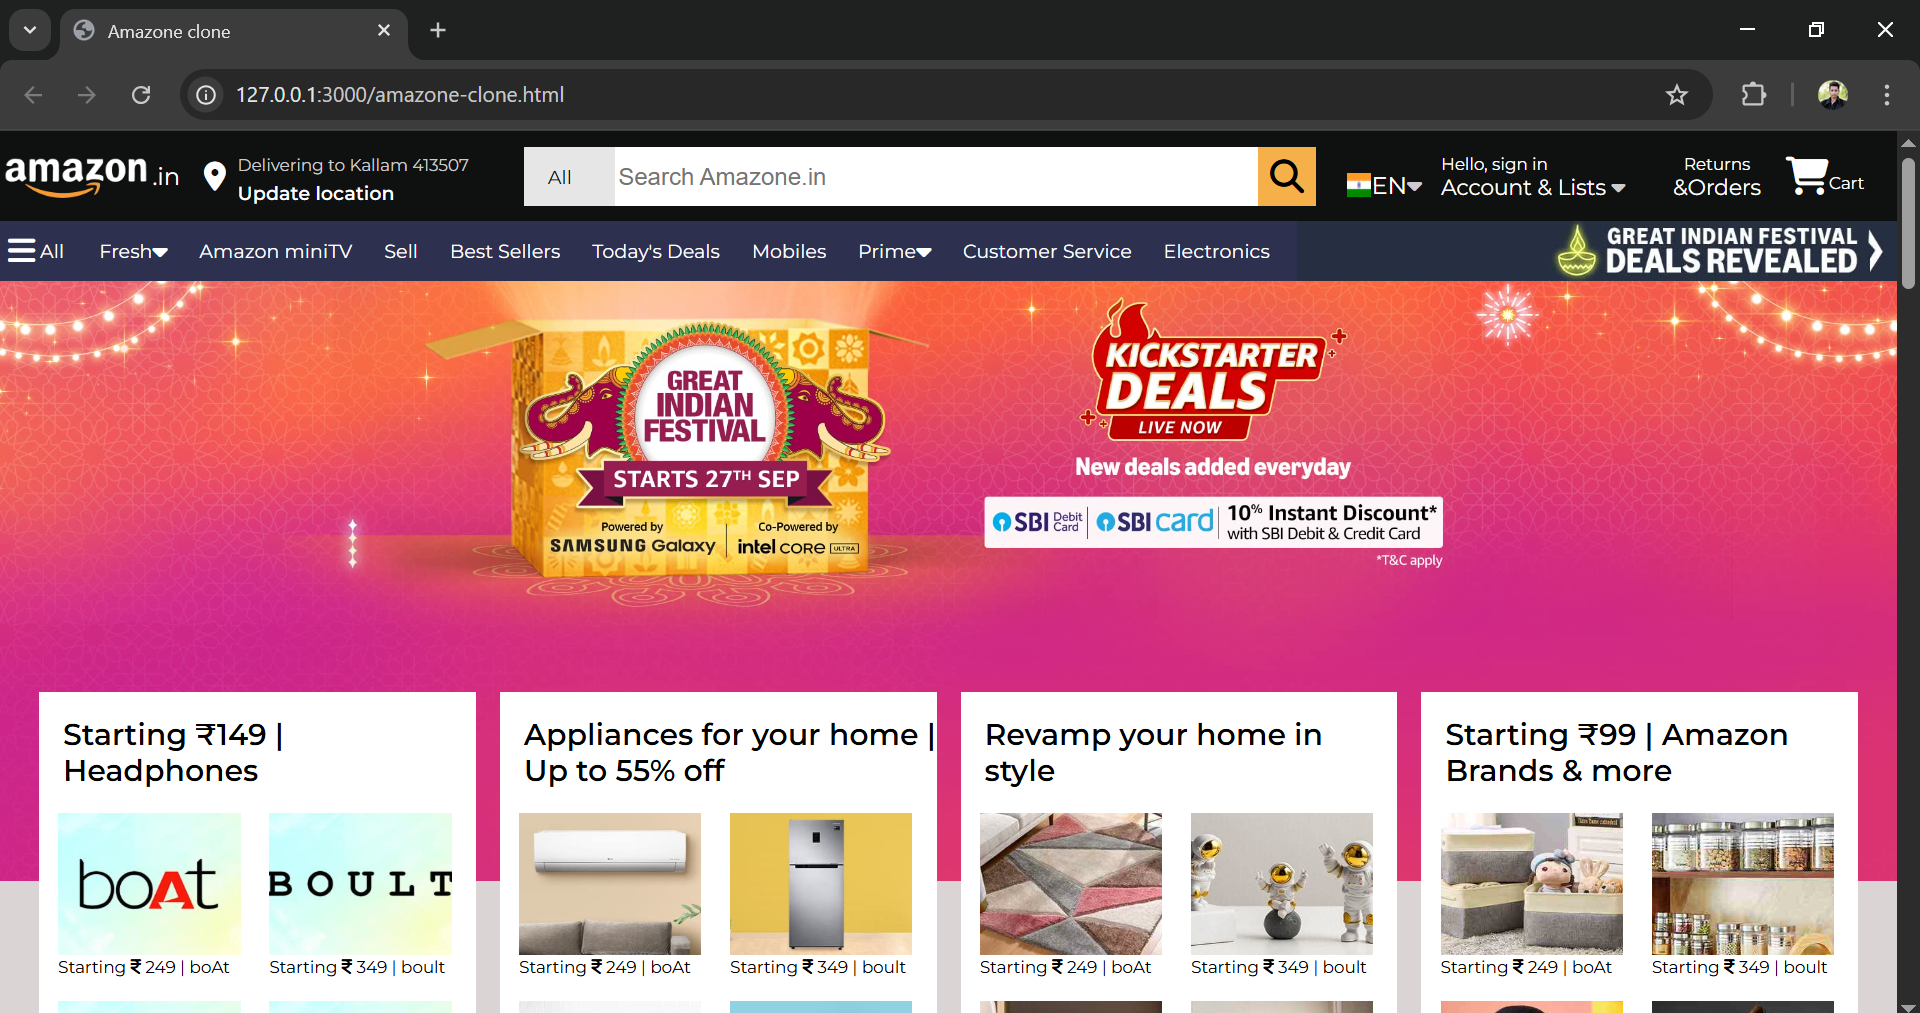 Amazone clone
127.0.0.1:3000/amazone-clone.html
amazon.in
Delivering to Kallam 413507
Update location
All
Search Amazone.in
EN
Hello, sign in
Account & Lists
Returns
&Orders
Cart
All
Fresh
Amazon miniTV
Sell
Best Sellers
Today's Deals
Mobiles
Prime
Customer Service
Electronics
GREAT INDIAN FESTIVAL
DEALS REVEALED
GREAT
INDIAN
FESTIVAL
STARTS 27TH SEP
Powered by
SAMSUNG Galaxy
Co-Powered by
intel CORE ULTRA
KICKSTARTER
DEALS
LIVE NOW
New deals added everyday
SBI Debit Card
SBI card
10% Instant Discount*
with SBI Debit & Credit Card
*T&C apply
Starting ₹149 |
Headphones
boAt
BOULT
Starting ₹ 249 | boAt
Starting ₹ 349 | boult
Appliances for your home |
Up to 55% off
Starting ₹ 249 | boAt
Starting ₹ 349 | boult
Revamp your home in
style
Starting ₹ 249 | boAt
Starting ₹ 349 | boult
Starting ₹99 | Amazon
Brands & more
Starting ₹ 249 | boAt
Starting ₹ 349 | boult